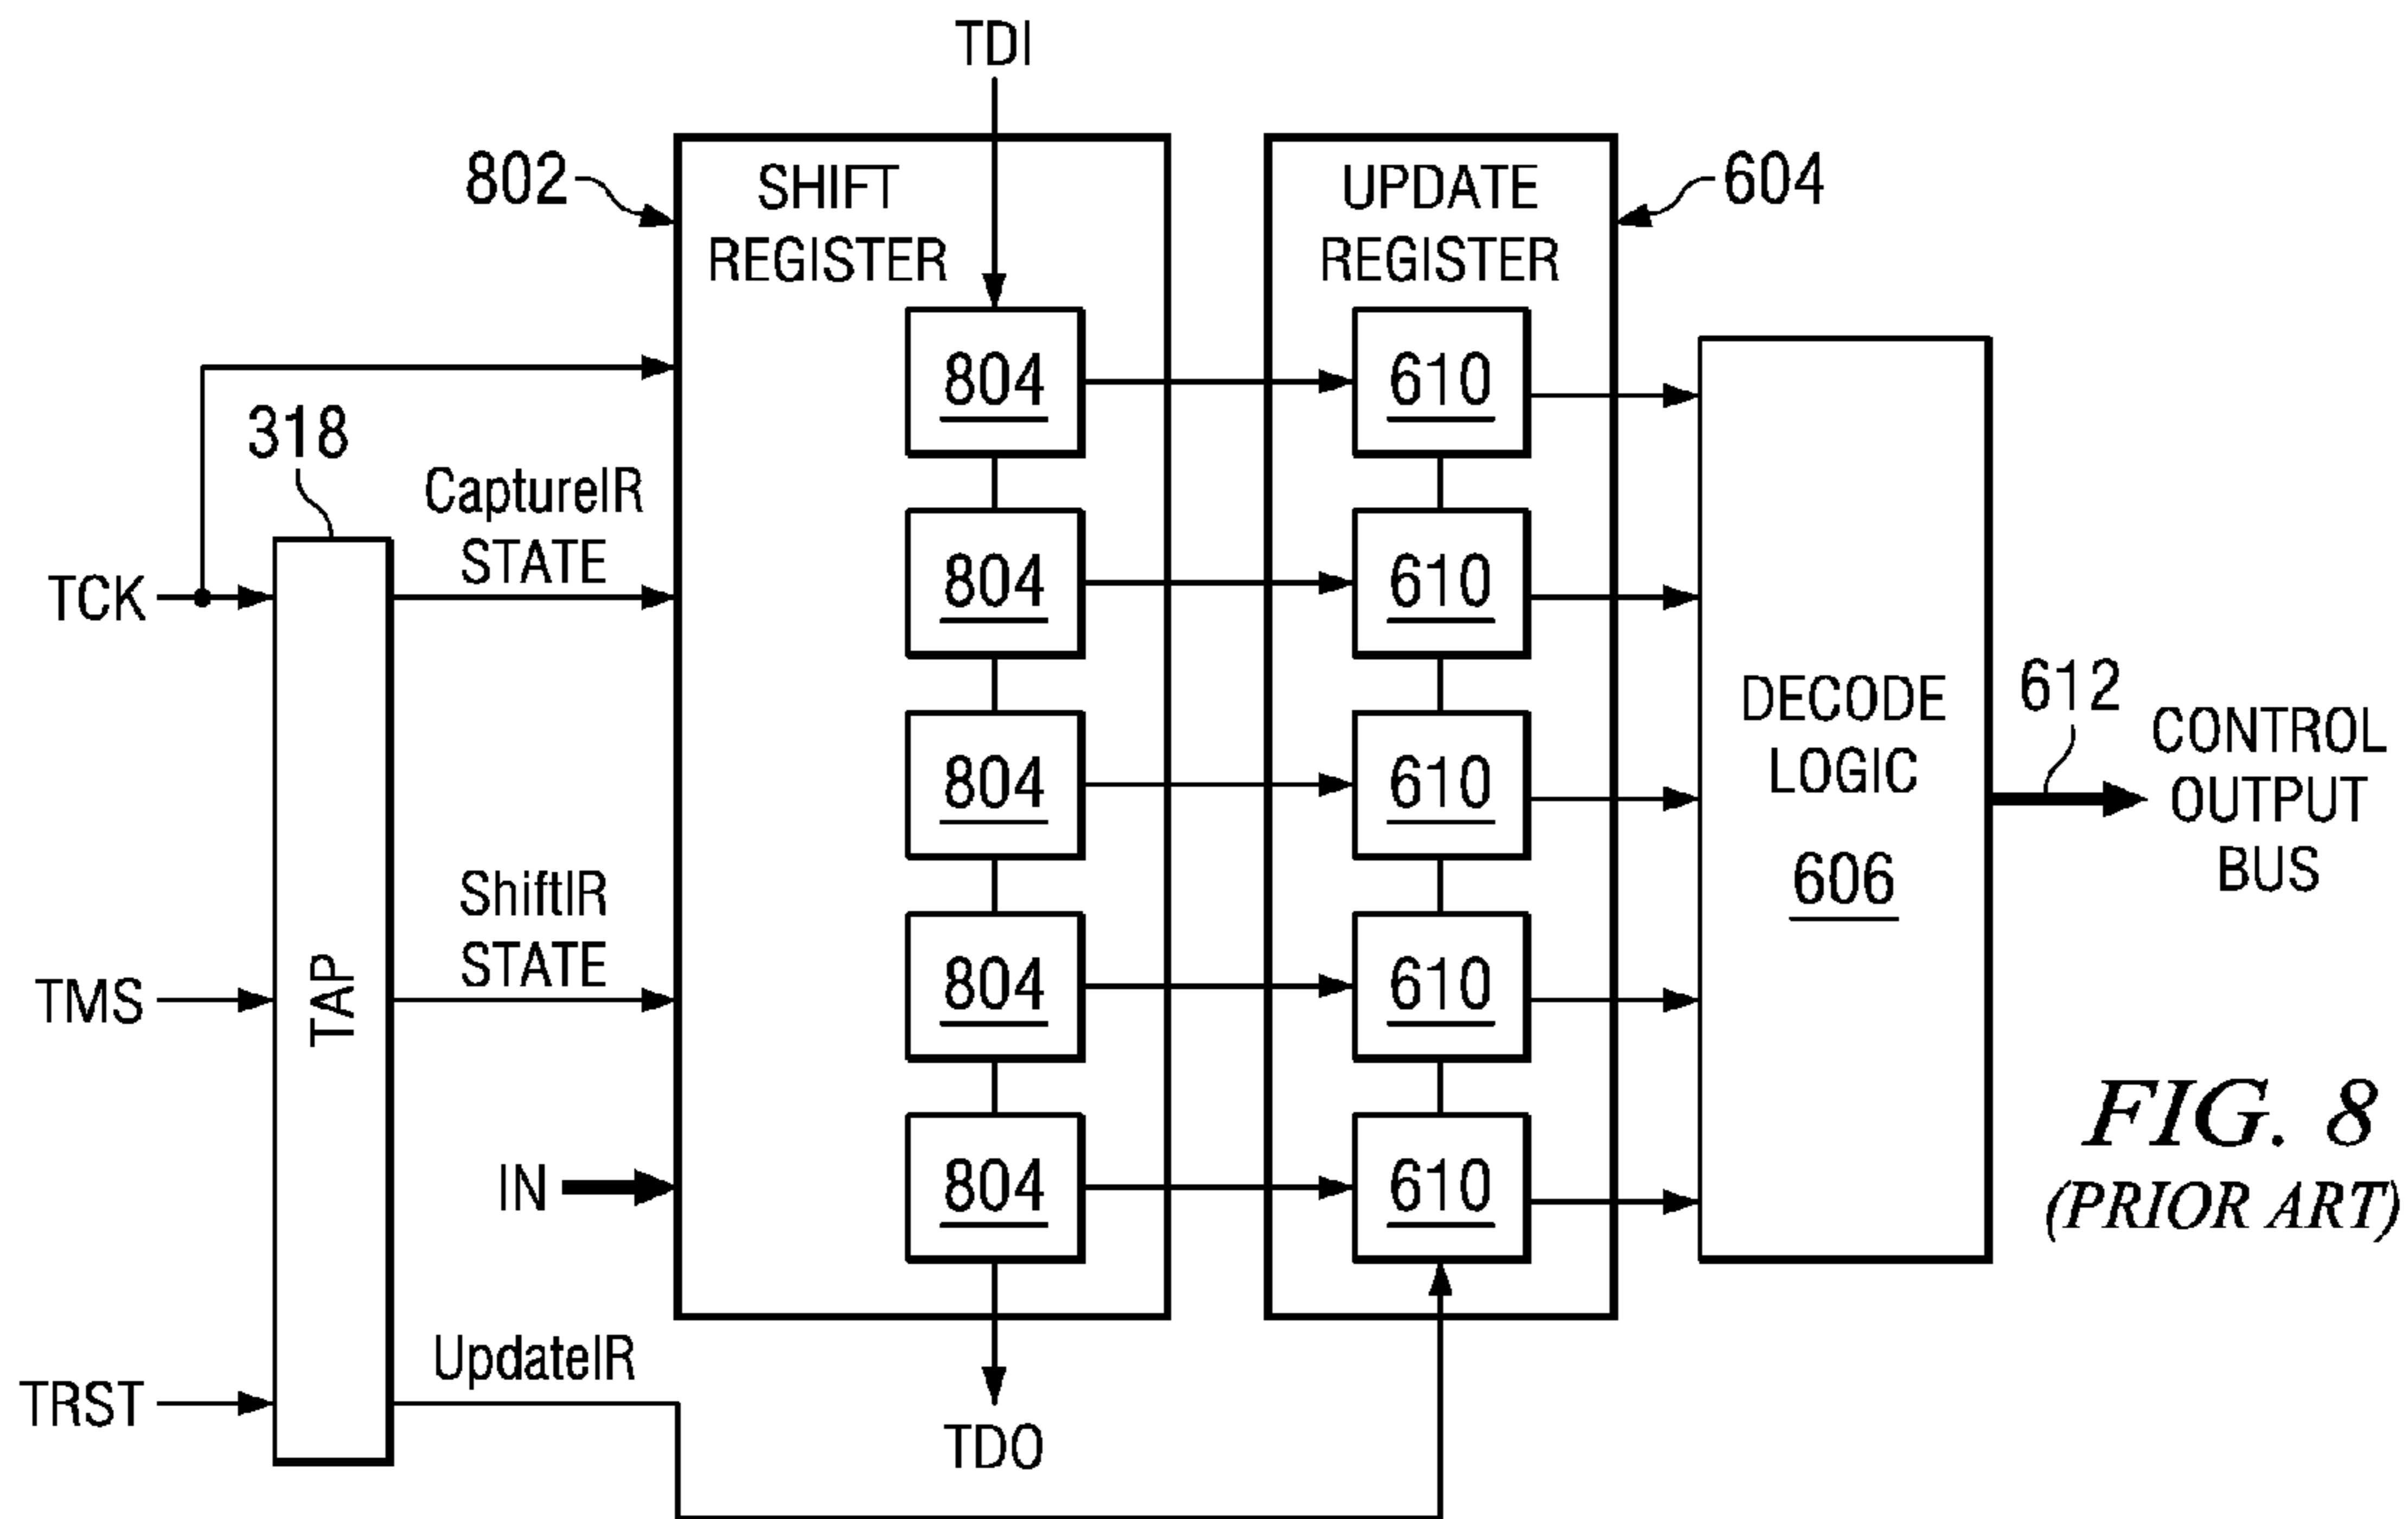 TDI
802
SHIFT
REGISTER
UPDATE
REGISTER
604
804
610
318
CaptureIR
STATE
804
610
TCK
DECODE
LOGIC
606
612
CONTROL
OUTPUT
BUS
804
610
ShiftIR
STATE
804
610
TMS
TAP
IN
804
610
FIG. 8
(PRIOR ART)
UpdateIR
TRST
TDO